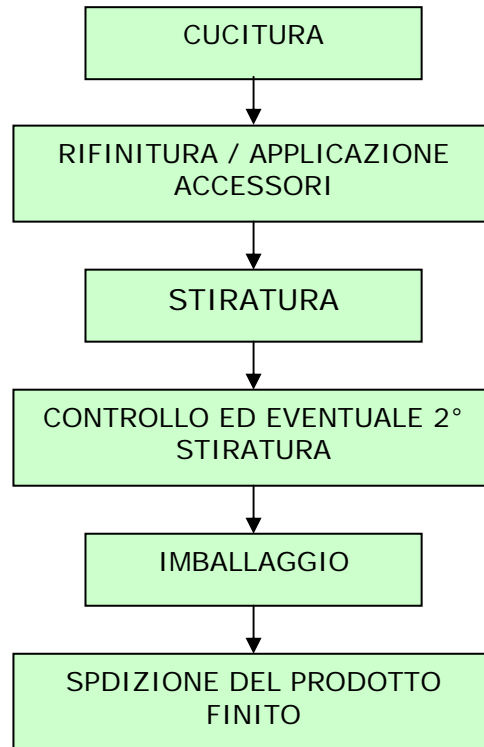 CUCITURA
RIFINITURA / APPLICAZIONE
ACCESSORI
STIRATURA
CONTROLLO ED EVENTUALE 2°
STIRATURA
IMBALLAGGIO
SPDIZIONE DEL PRODOTTO
FINITO